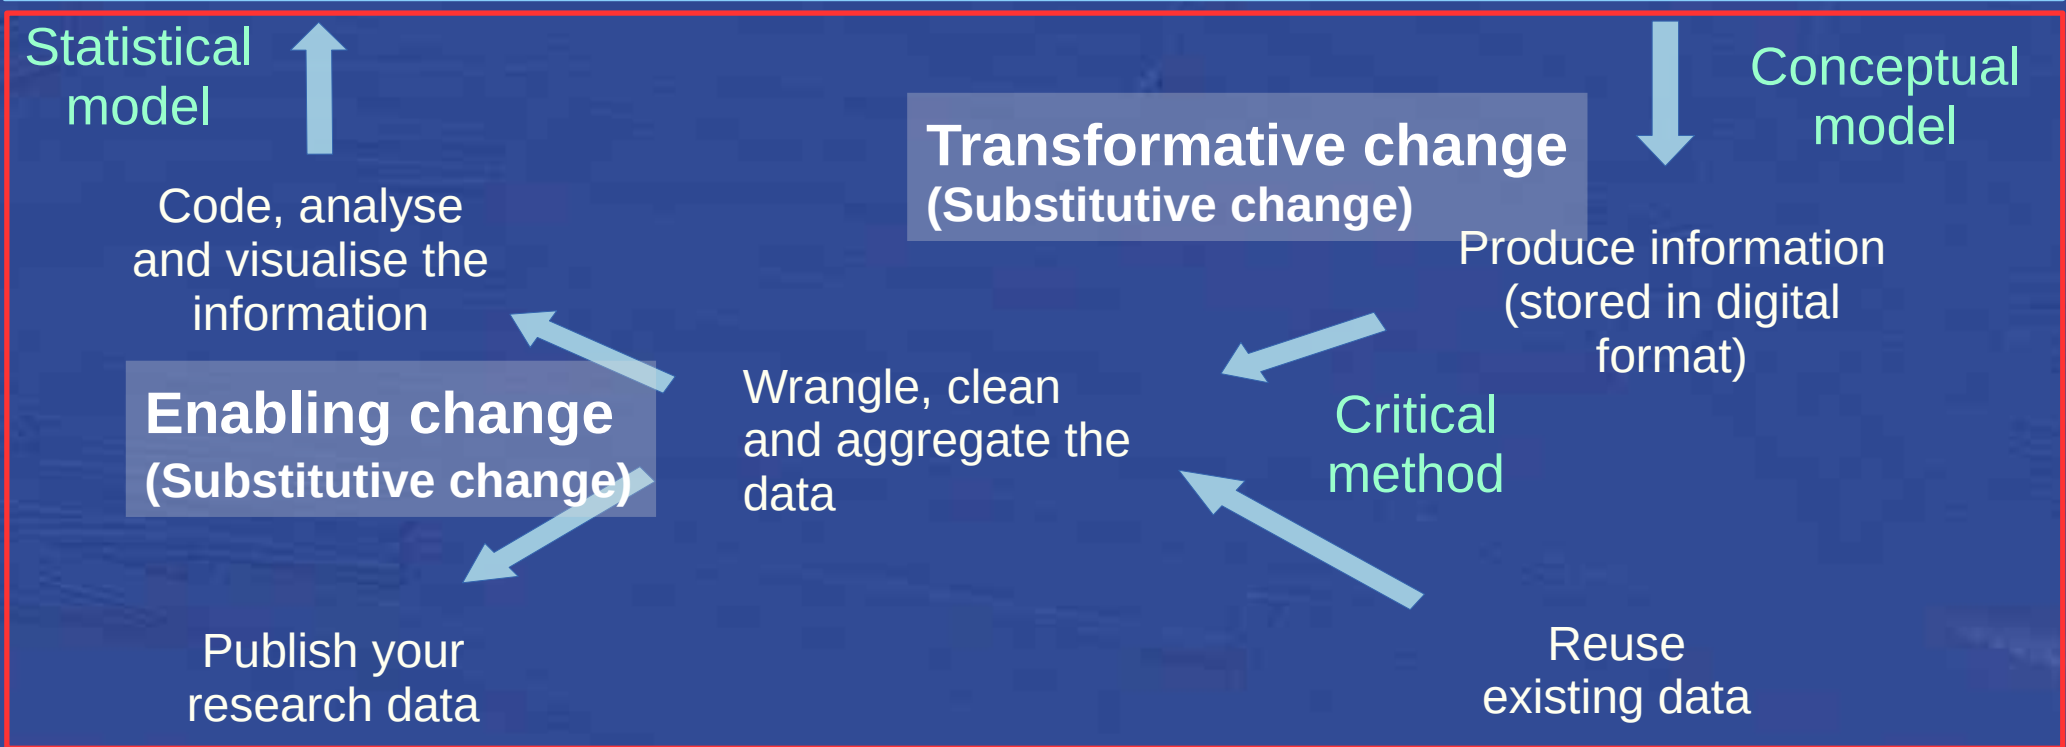 Statistical
model
Conceptual
model
Transformative change
(Substitutive change)
Code, analyse
and visualise the
information
Produce information
(stored in digital
format)
Enabling change
(Substitutive change)
Wrangle, clean
and aggregate the
data
Critical
method
Publish your
research data
Reuse
existing data